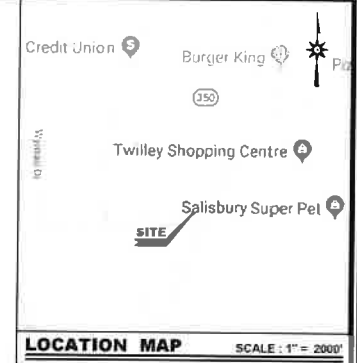 Credit Union
Burger King
350
Twilley Shopping Centre
Salisbury Super Pet
SITE
LOCATION MAP SCALE : 1" = 2000'